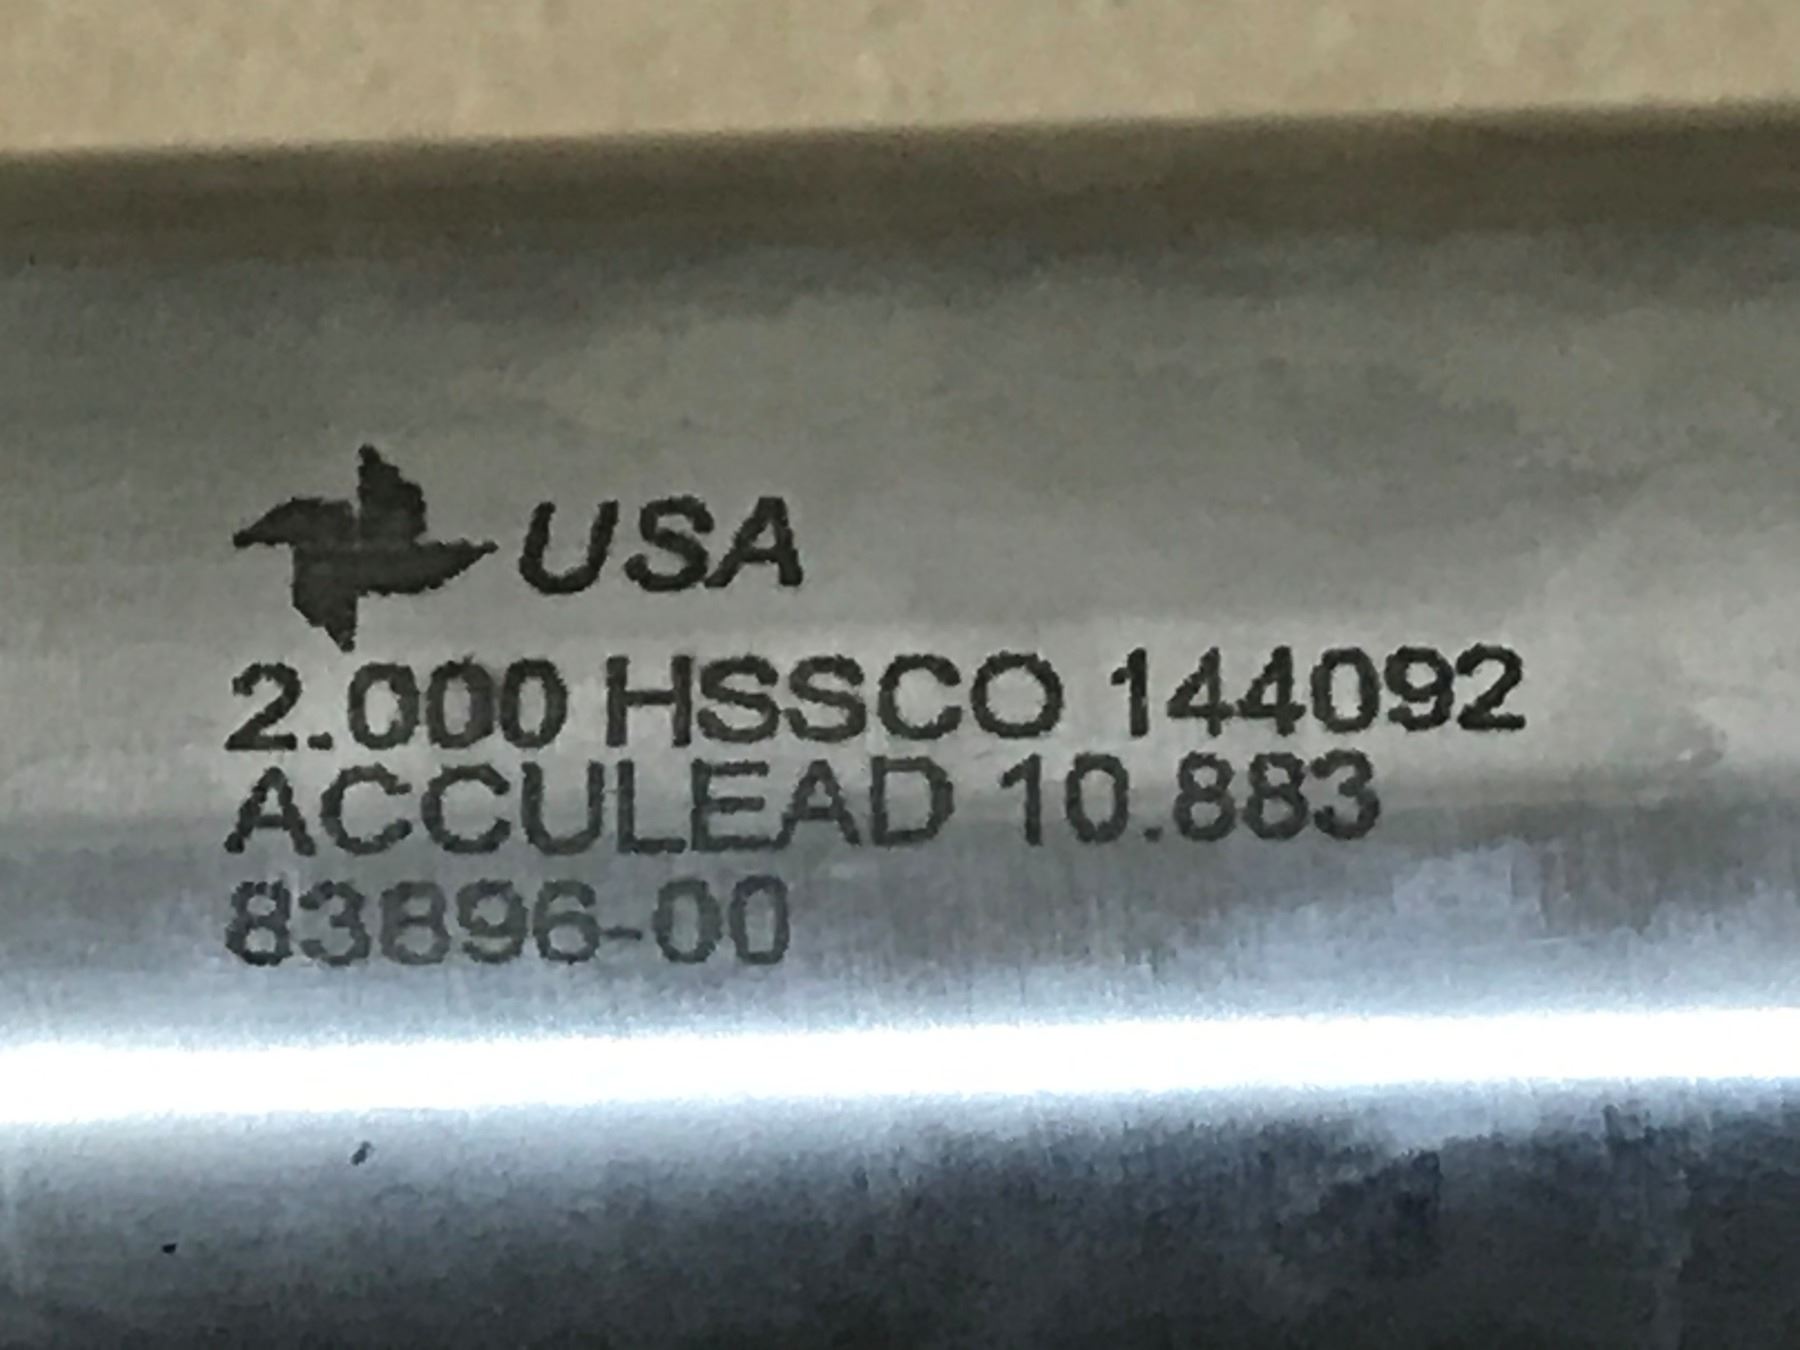 USA
2.000 HSSCO 144092
ACCULEAD 10.883
83896-00